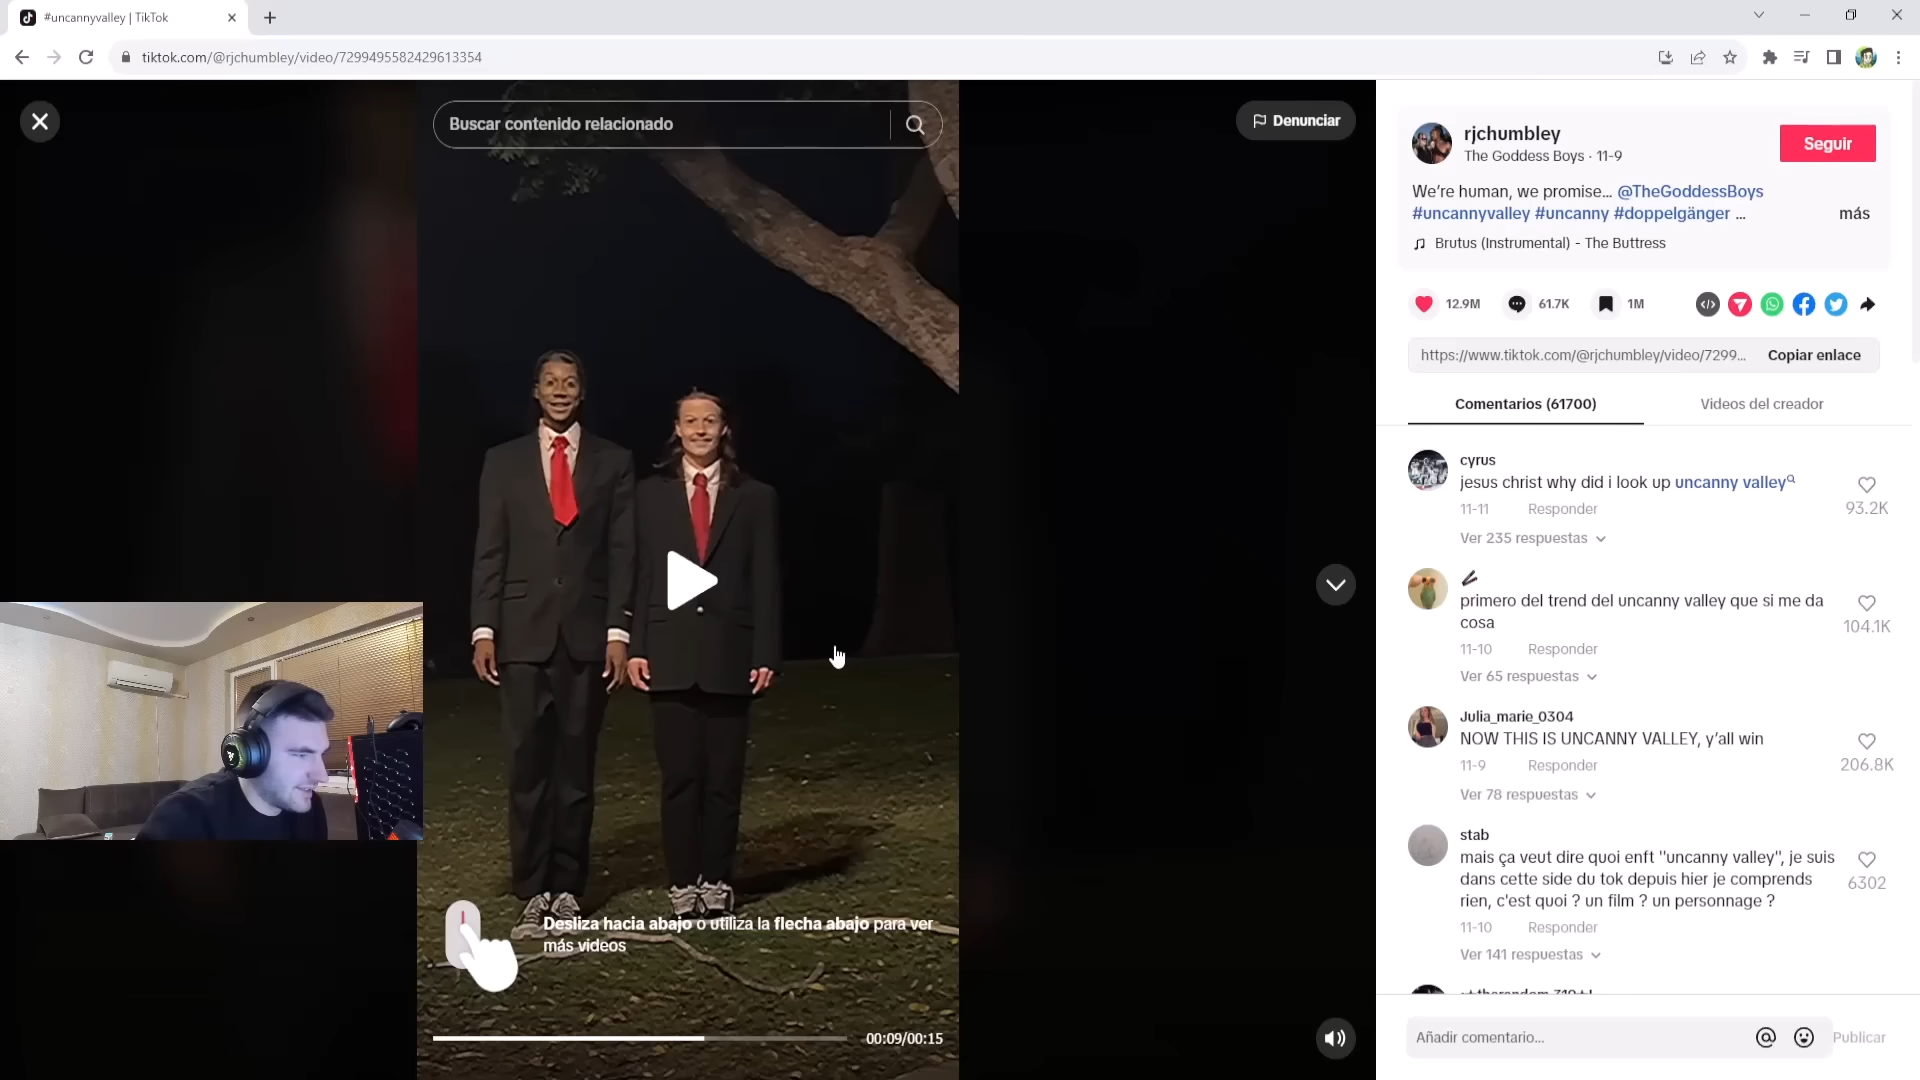 #uncannyvalley | TikTok
tiktok.com/@rjchumbley/video/7299495582429613354
Buscar contenido relacionado
Denunciar
rjchumbley
The Goddess Boys · 11-9
Seguir
We're human, we promise... @TheGoddessBoys
#uncannyvalley #uncanny #doppelgänger ...
más
Brutus (Instrumental) - The Buttress
12.9M
61.7K
1M
https://www.tiktok.com/@rjchumbley/video/7299...
Copiar enlace
Comentarios (61700)
Videos del creador
cyrus
jesus christ why did i look up uncanny valley
11-11
Responder
93.2K
Ver 235 respuestas
primero del trend del uncanny valley que si me da
cosa
104.1K
11-10
Responder
Ver 65 respuestas
Julia_marie_0304
NOW THIS IS UNCANNY VALLEY, y'all win
206.8K
11-9
Responder
Ver 78 respuestas
stab
mais ça veut dire quoi enft "uncanny valley", je suis
dans cette side du tok depuis hier je comprends
rien, c'est quoi ? un film ? un personnage ?
6302
11-10
Responder
Ver 141 respuestas
Desliza hacia abajo o utiliza la flecha abajo para ver
más videos
00:09/00:15
Añadir comentario...
Publicar